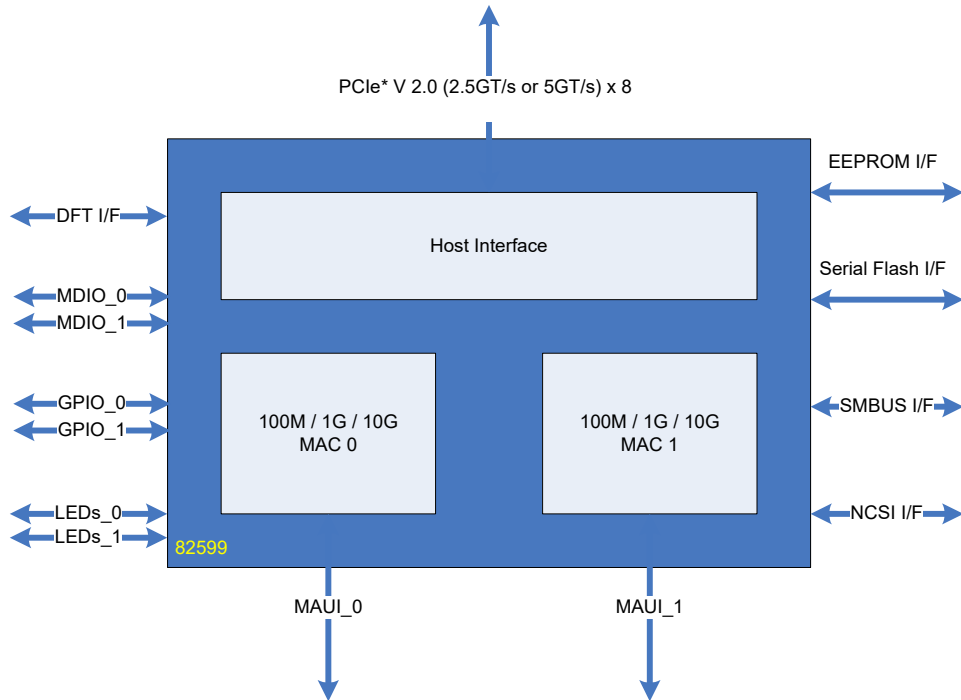 PCIe* V 2.0 (2.5GT/s or 5GT/s) x 8
EEPROM I/F
DFT I/F
Host Interface
Serial Flash I/F
MDIO_0
MDIO_1
GPIO_0
GPIO_1
100M / 1G / 10G
MAC 0
100M / 1G / 10G
MAC 1
SMBUS I/F
LEDs_0
LEDs_1
NCSI I/F
82599
MAUI_0
MAUI_1